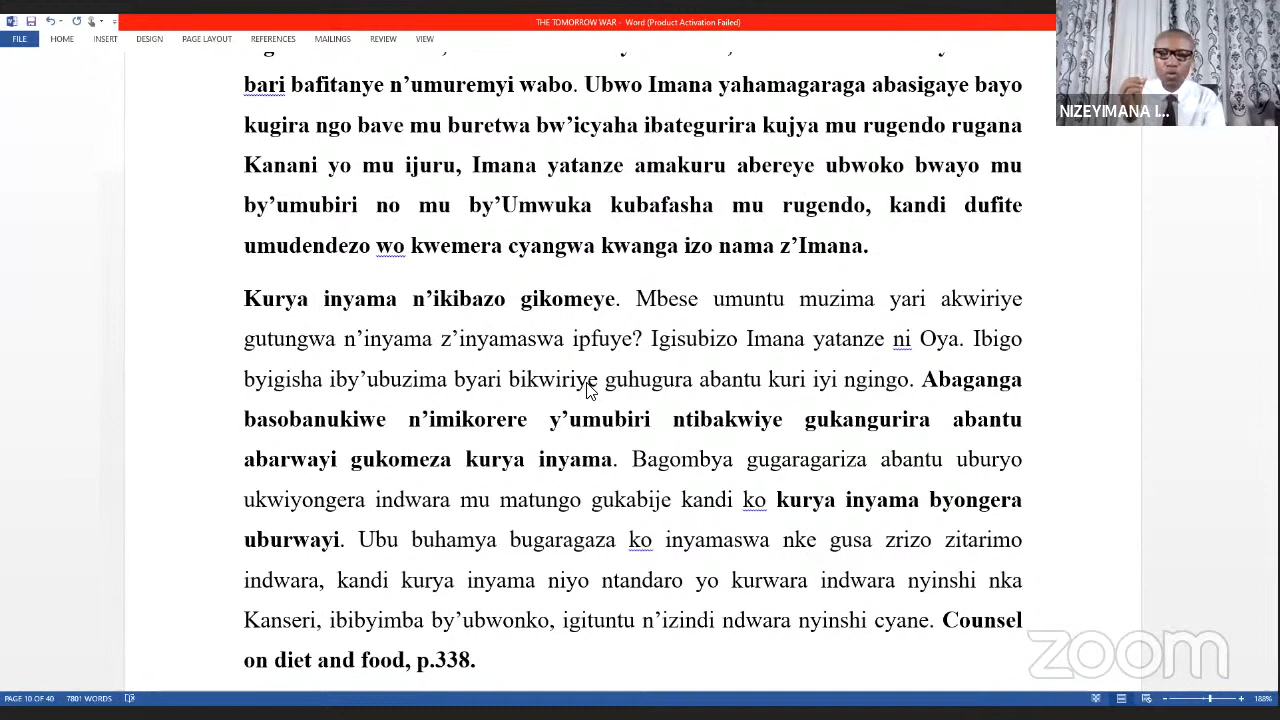 THE TOMORROW WAR - Word (Product Activation Failed)
FILE HOME INSERT DESIGN PAGE LAYOUT REFERENCES MAILINGS REVIEW VIEW
bari bafitanye n’umuremyi wabo. Ubwo Imana yahamagaraga abasigaye bayo
kugira ngo bave mu buretwa bw’icyaha ibategurira kujya mu rugendo rugana
Kanani yo mu ijuru, Imana yatanze amakuru abereye ubwoko bwayo mu
by’umubiri no mu by’Umwuka kubafasha mu rugendo, kandi dufite
umudendezo wo kwemera cyangwa kwanga izo nama z’Imana.
Kurya inyama n’ikibazo gikomeye. Mbese umuntu muzima yari akwiriye
gutungwa n’inyama z’inyamaswa ipfuye? Igisubizo Imana yatanze ni Oya. Ibigo
byigisha iby’ubuzima byari bikwiriye guhugura abantu kuri iyi ngingo. Abaganga
basobanukiwe n’imikorere y’umubiri ntibakwiye gukangurira abantu
abarwayi gukomeza kurya inyama. Bagombya gugaragariza abantu uburyo
ukwiyongera indwara mu matungo gukabije kandi ko kurya inyama byongera
uburwayi. Ubu buhamya bugaragaza ko inyamaswa nke gusa zrizo zitarimo
indwara, kandi kurya inyama niyo ntandaro yo kurwara indwara nyinshi nka
Kanseri, ibibyimba by’ubwonko, igituntu n’izindi ndwara nyinshi cyane. Counsel
on diet and food, p.338.
NIZEYIMANA I...
zoom
PAGE 10 OF 40 7801 WORDS
188%